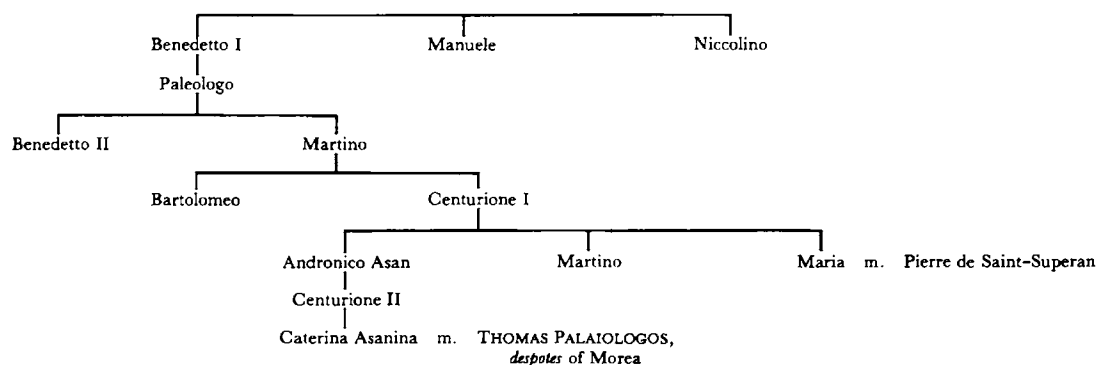 Benedetto I Manuele Niccolino
Paleologo
Benedetto II Martino
Bartolomeo Centurione I
Andronico Asan Martino Maria m. Pierre de Saint-Superan
Centurione II
Caterina Asanina m. THOMAS PALAIOLOGOS,
despotes of Morea